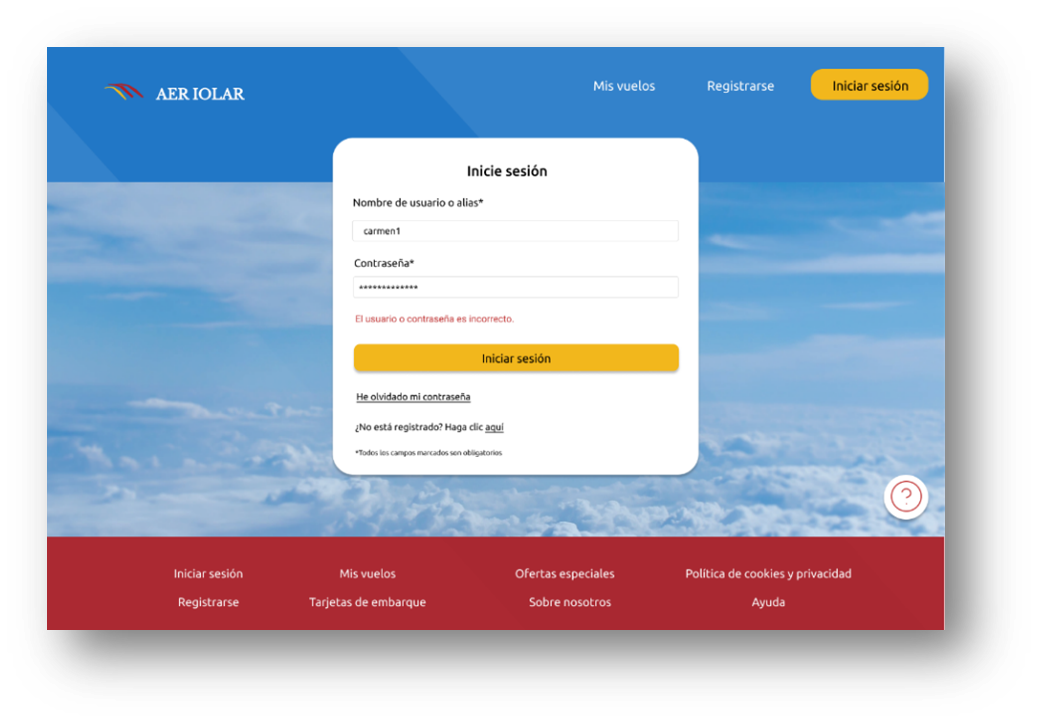 AER IOLAR
Mis vuelos
Registrarse
Iniciar sesión
Inicie sesión
Nombre de usuario o alias*
carmen1
Contraseña*
*************
El usuario o contraseña es incorrecto.
Iniciar sesión
He olvidado mi contraseña
¿No está registrado? Haga clic aquí
*Todos los campos marcados son obligatorios
?
Iniciar sesión
Mis vuelos
Ofertas especiales
Política de cookies y privacidad
Registrarse
Tarjetas de embarque
Sobre nosotros
Ayuda